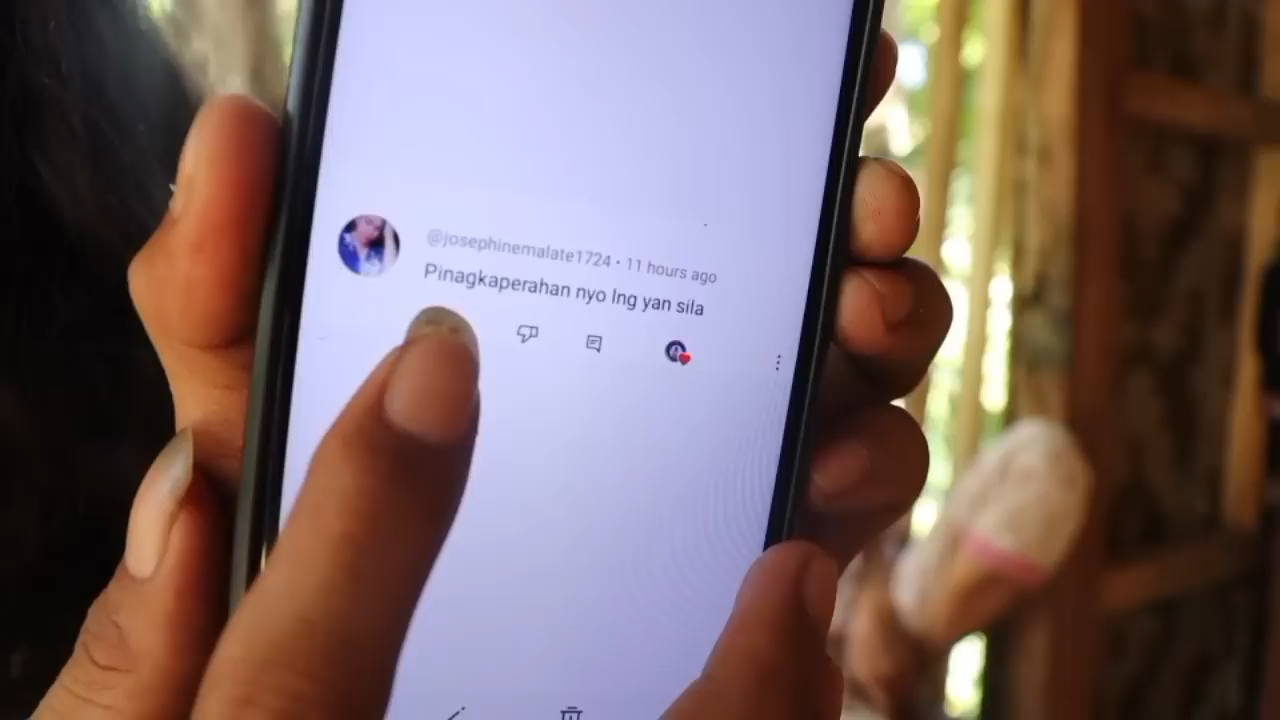 @josephinemalate1724 • 11 hours ago
Pinagkaperahan nyo lng yan sila